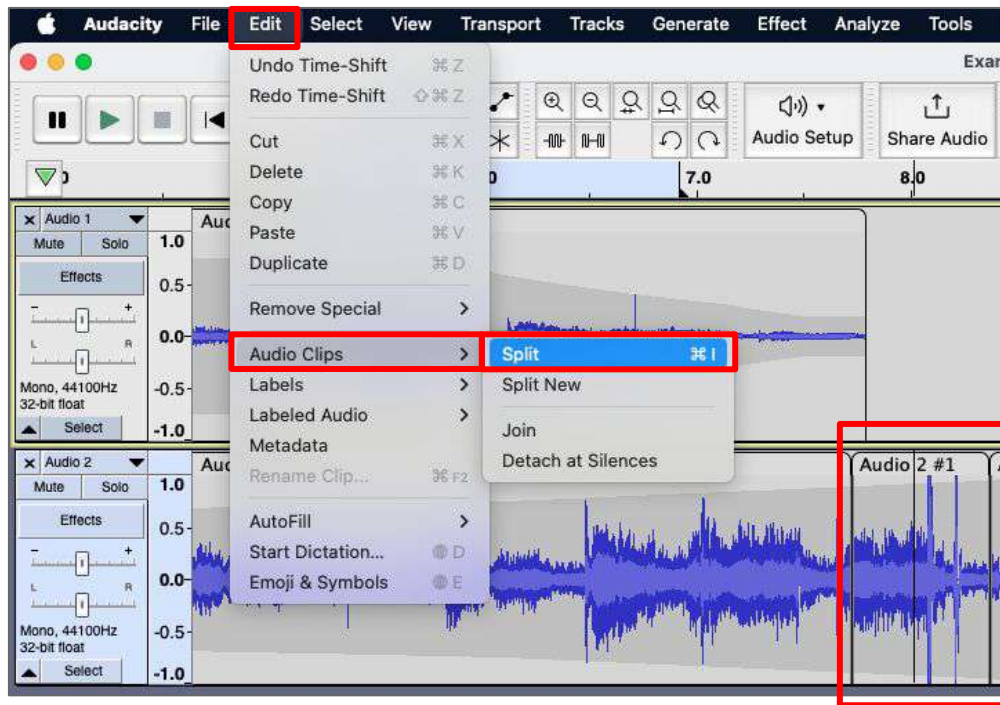 Audacity File Edit Select View Transport Tracks Generate Effect Analyze Tools
Exar
Undo Time-Shift ⌘ Z
Redo Time-Shift ⇧ ⌘ Z
Cut ⌘ X
Delete ⌘ K
Copy ⌘ C
Paste ⌘ V
Duplicate ⌘ D
Remove Special >
Audio Clips >
Labels >
Labeled Audio >
Metadata
Rename Clip... ⌘ F2
AutoFill >
Start Dictation... D
Emoji & Symbols E
Split ⌘ I
Split New
Join
Detach at Silences
Audio Setup
Share Audio
7.0 8.0
x Audio 1
Mute Solo
Effects
- +
L R
Mono, 44100Hz
32-bit float
Select
1.0
0.5
0.0
-0.5
-1.0
x Audio 2
Mute Solo
Effects
- +
L R
Mono, 44100Hz
32-bit float
Select
1.0
0.5
0.0
-0.5
-1.0
Audio 2 #1